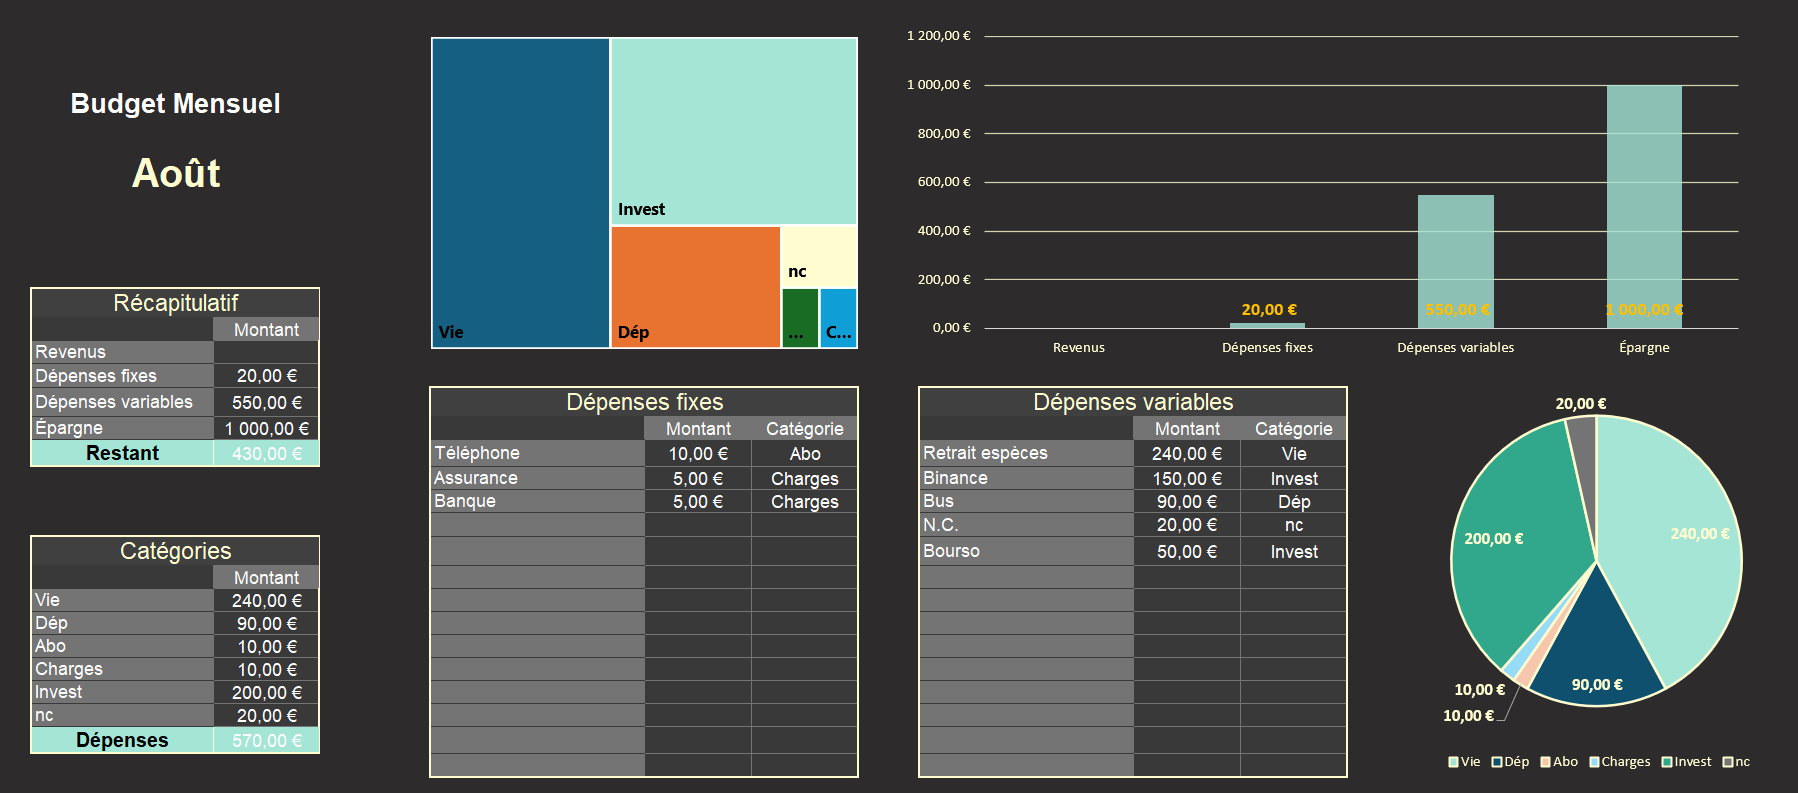 Budget Mensuel
Août
Récapitulatif
Montant
Revenus
Dépenses fixes 20,00 €
Dépenses variables 550,00 €
Épargne 1 000,00 €
Restant 430,00 €
Catégories
Montant
Vie 240,00 €
Dép 90,00 €
Abo 10,00 €
Charges 10,00 €
Invest 200,00 €
nc 20,00 €
Dépenses 570,00 €
Vie
Invest
Dép
nc
...
C...
1 200,00 €
1 000,00 €
800,00 €
600,00 €
400,00 €
200,00 €
0,00 €
20,00 €
550,00 €
1 000,00 €
Revenus
Dépenses fixes
Dépenses variables
Épargne
Dépenses fixes
Montant Catégorie
Téléphone 10,00 € Abo
Assurance 5,00 € Charges
Banque 5,00 € Charges
Dépenses variables
Montant Catégorie
Retrait espèces 240,00 € Vie
Binance 150,00 € Invest
Bus 90,00 € Dép
N.C. 20,00 € nc
Bourso 50,00 € Invest
20,00 €
240,00 €
200,00 €
90,00 €
10,00 €
10,00 €
Vie Dép Abo Charges Invest nc